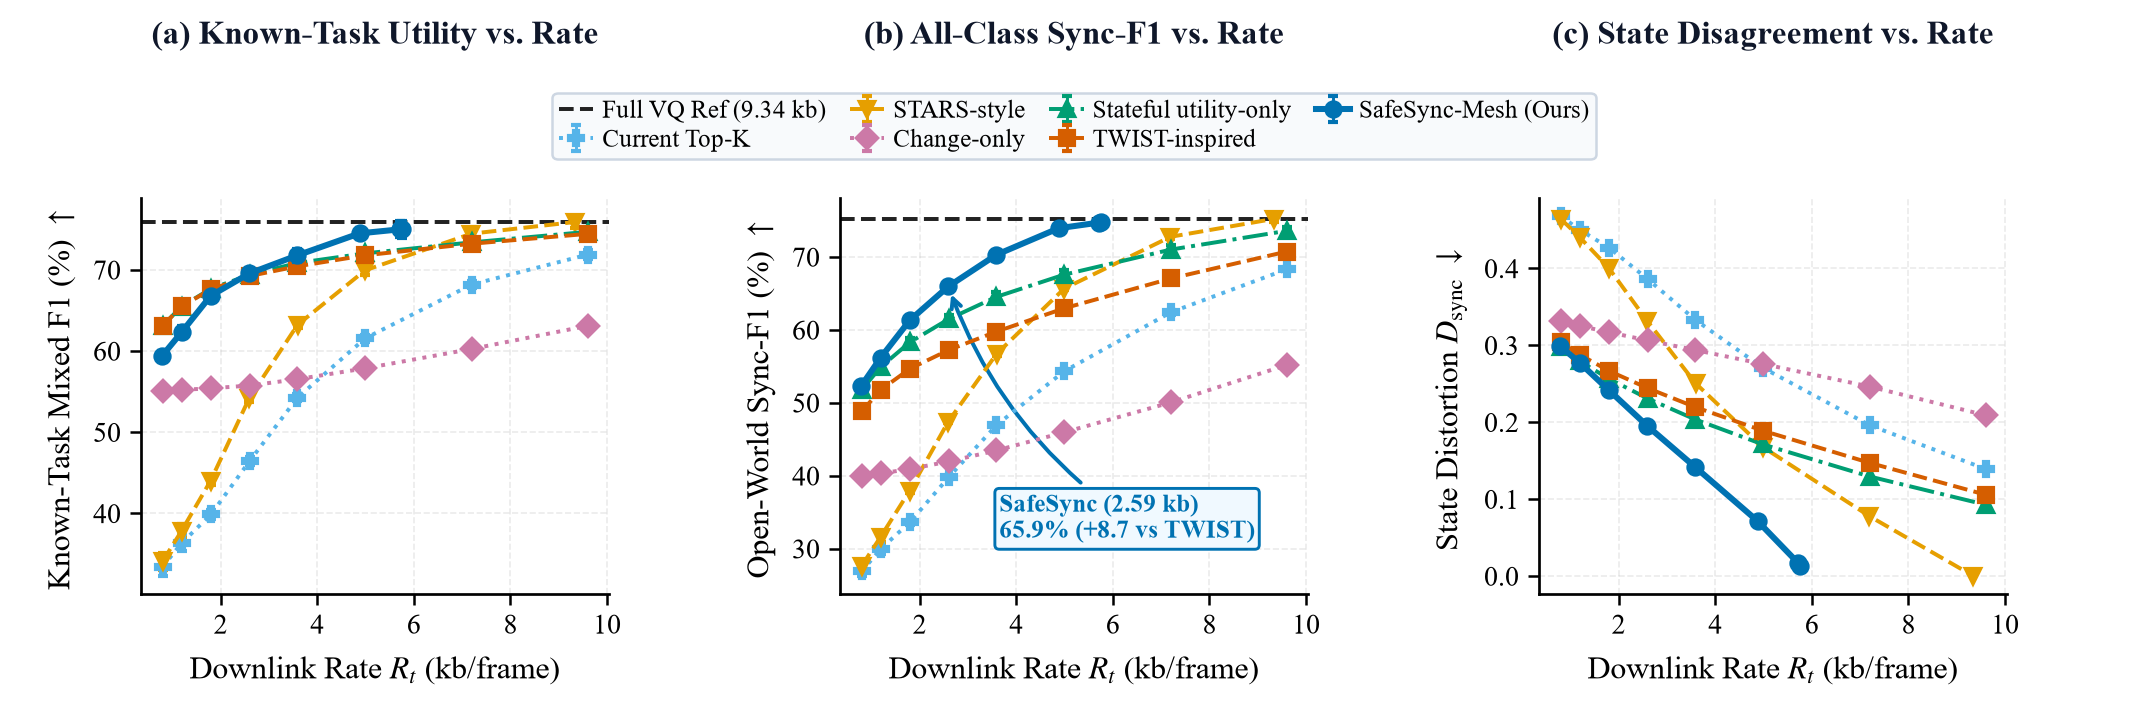 (a) Known-Task Utility vs. Rate
(b) All-Class Sync-F1 vs. Rate
(c) State Disagreement vs. Rate
Full VQ Ref (9.34 kb)
Current Top-K
STARS-style
Change-only
Stateful utility-only
TWIST-inspired
SafeSync-Mesh (Ours)
Known-Task Mixed F1 (%) ↑
70
60
50
40
2 4 6 8 10
Downlink Rate R_t (kb/frame)
Open-World Sync-F1 (%) ↑
70
60
50
40
30
SafeSync (2.59 kb)
65.9% (+8.7 vs TWIST)
2 4 6 8 10
Downlink Rate R_t (kb/frame)
State Distortion D_sync ↓
0.4
0.3
0.2
0.1
0.0
2 4 6 8 10
Downlink Rate R_t (kb/frame)